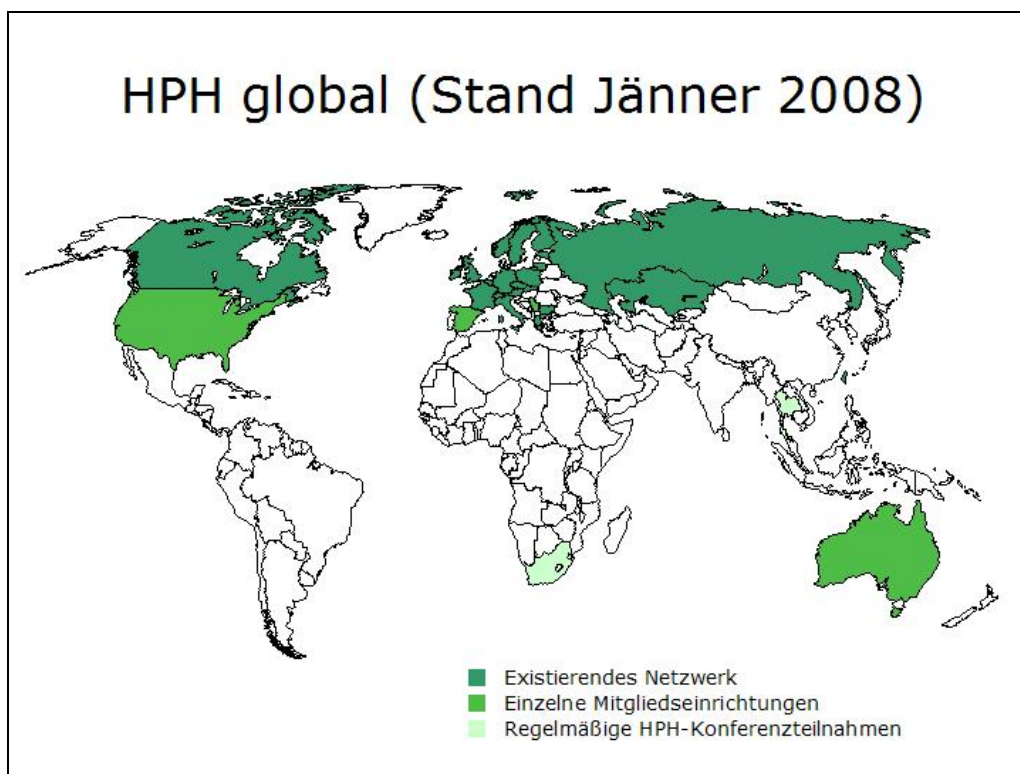 HPH global (Stand Jänner 2008)
Existierendes Netzwerk
Einzelne Mitgliedseinrichtungen
Regelmäßige HPH-Konferenzteilnahmen